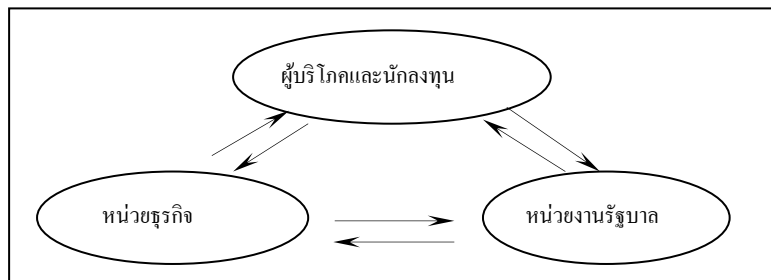 ผู้บริโภคและนักลงทุน
หน่วยธุรกิจ
หน่วยงานรัฐบาล